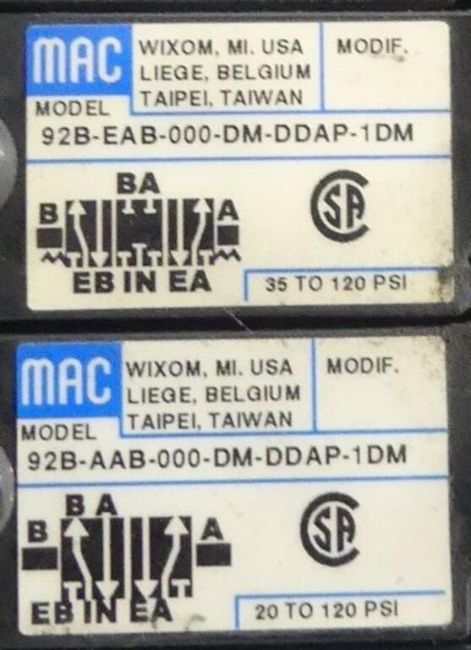 MAC WIXOM, MI. USA MODIF.
LIEGE, BELGIUM
TAIPEI, TAIWAN
MODEL
92B-EAB-000-DM-DDAP-1DM
BA
B A
EB IN EA
SA
35 TO 120 PSI
MAC WIXOM, MI. USA MODIF.
LIEGE, BELGIUM
TAIPEI, TAIWAN
MODEL
92B-AAB-000-DM-DDAP-1DM
B A
B A
EB IN EA
SA
20 TO 120 PSI